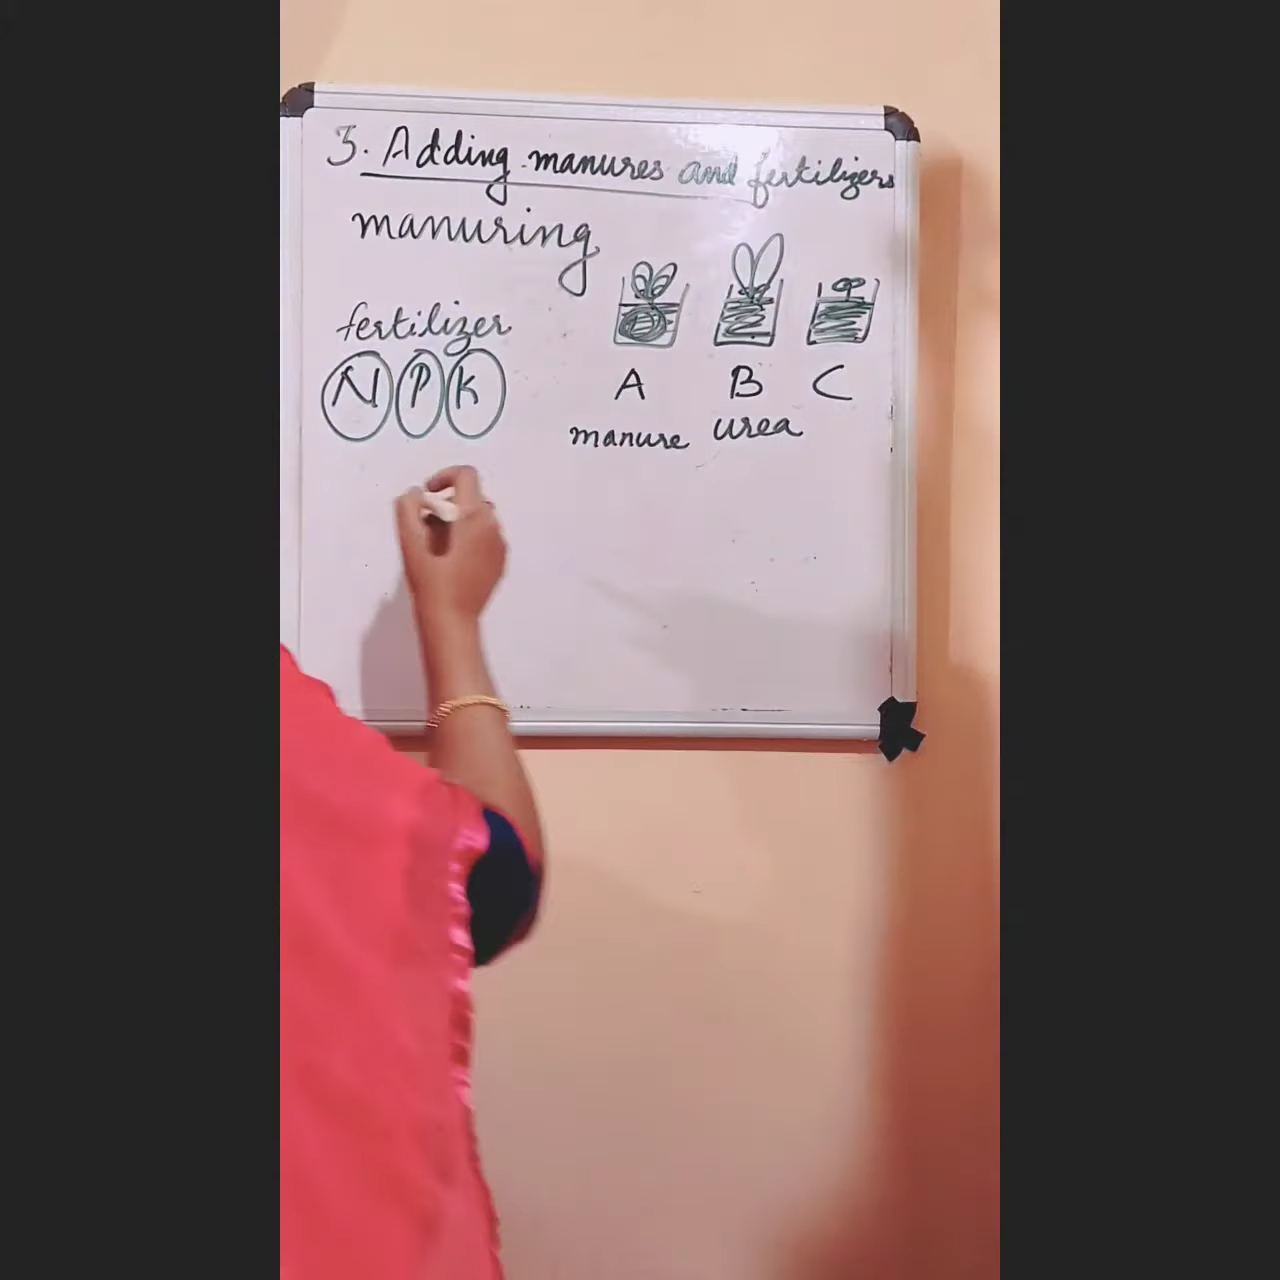 3. Adding manures and fertilizers
manuring
fertilizer
N P K
A B C
manure urea